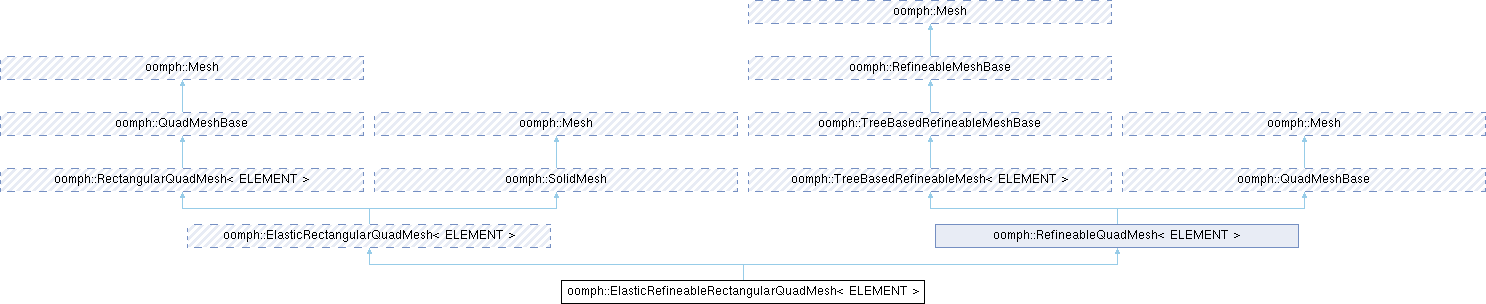 oomph::Mesh
oomph::Mesh
oomph::RefineableMeshBase
oomph::QuadMeshBase
oomph::Mesh
oomph::TreeBasedRefineableMeshBase
oomph::Mesh
oomph::RectangularQuadMesh< ELEMENT >
oomph::SolidMesh
oomph::TreeBasedRefineableMesh< ELEMENT >
oomph::QuadMeshBase
oomph::ElasticRectangularQuadMesh< ELEMENT >
oomph::RefineableQuadMesh< ELEMENT >
oomph::ElasticRefineableRectangularQuadMesh< ELEMENT >